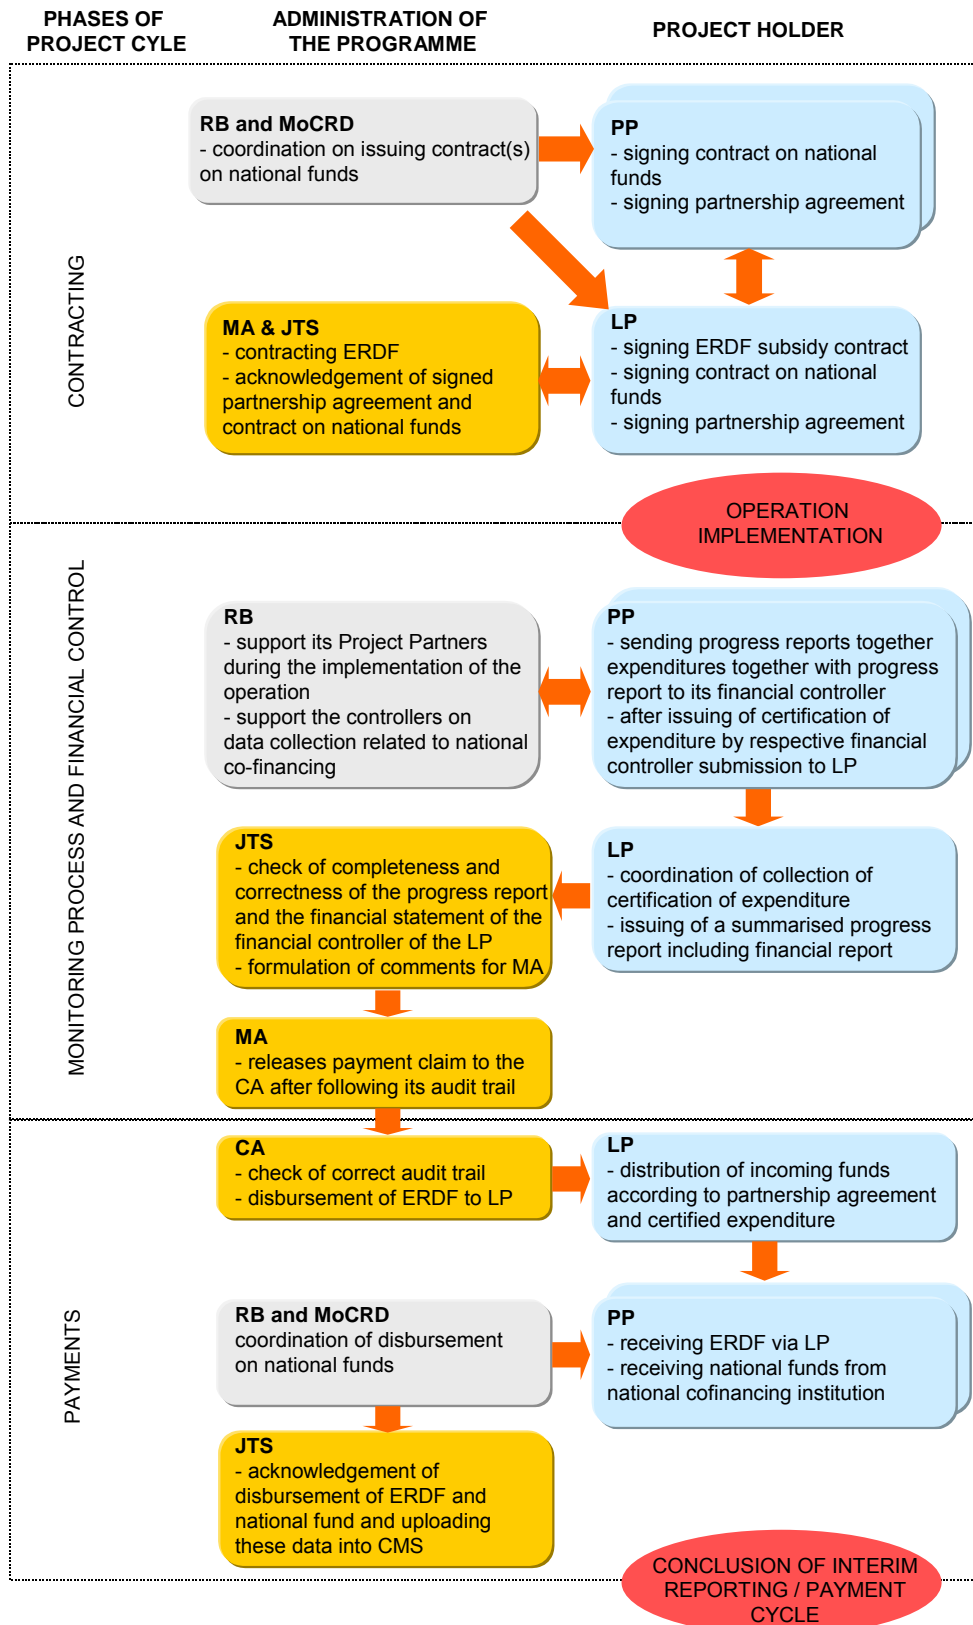 PHASES OF
PROJECT CYLE
ADMINISTRATION OF
THE PROGRAMME
PROJECT HOLDER
CONTRACTING
RB and MoCRD
- coordination on issuing contract(s)
on national funds
PP
- signing contract on national
funds
- signing partnership agreement
MA & JTS
- contracting ERDF
- acknowledgement of signed
partnership agreement and
contract on national funds
LP
- signing ERDF subsidy contract
- signing contract on national
funds
- signing partnership agreement
OPERATION
IMPLEMENTATION
MONITORING PROCESS AND FINANCIAL CONTROL
RB
- support its Project Partners
during the implementation of the
operation
- support the controllers on
data collection related to national
co-financing
PP
- sending progress reports together
expenditures together with progress
report to its financial controller
- after issuing of certification of
expenditure by respective financial
controller submission to LP
JTS
- check of completeness and
correctness of the progress report
and the financial statement of the
financial controller of the LP
- formulation of comments for MA
LP
- coordination of collection of
certification of expenditure
- issuing of a summarised progress
report including financial report
MA
- releases payment claim to the
CA after following its audit trail
PAYMENTS
CA
- check of correct audit trail
- disbursement of ERDF to LP
LP
- distribution of incoming funds
according to partnership agreement
and certified expenditure
RB and MoCRD
coordination of disbursement
on national funds
PP
- receiving ERDF via LP
- receiving national funds from
national cofinancing institution
JTS
- acknowledgement of
disbursement of ERDF and
national fund and uploading
these data into CMS
CONCLUSION OF INTERIM
REPORTING / PAYMENT
CYCLE